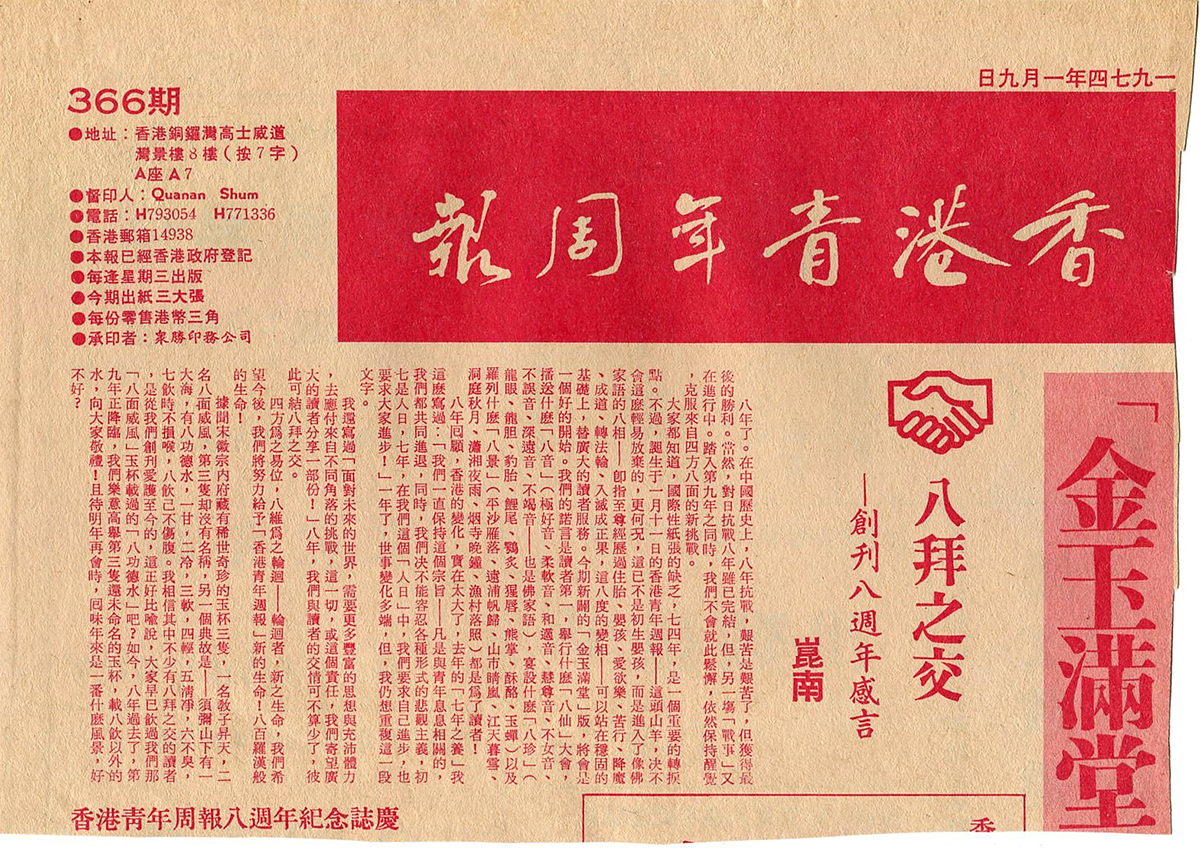 一九七四年一月九日
香港青年周報
366期
●地址：香港銅鑼灣高士威道
灣景樓8樓（按7字）
A座A7
●督印人：Quanan Shum
●電話：H793054 H771336
●香港郵箱14938
●本報已經香港政府登記
●每逢星期三出版
●今期出紙三大張
●每份零售港幣三角
●承印者：衆勝印務公司
「金玉滿堂
八拜之交
—創刊八週年感言
崑南
八年了。在中國歷史上，八年抗戰，艱苦是艱苦了，但獲得最
後的勝利。當然，對日抗戰八年雖已完結，但，另一場「戰事」又
在進行中。踏入第九年之同時，我們不會就此鬆懈，依然保持醒覺
，克服來自四方八面的新挑戰。
大家都知道，國際性紙張的缺乏，七四年，是一個重要的轉捩
點。不過，誕生于一月十一日的香港青年週報——這頭山羊，决不
會這麼輕易放棄的，更何況，這已不是初生嬰孩，而是進入了像佛
家語的八相——卽指至尊經歷過住胎、嬰孩、愛欲樂、苦行、降魔
、成道、轉法輪、入滅成正果，這八度的變相——可以站在穩固的
基礎上，替廣大的讀者服務。今期新闢的「金玉滿堂」版，將會是
一個好的開始。我們的諾言是讀者第一，舉行什麼「八仙」大會，
播送什麼「八音」（極好音、柔軟音、和適音、慧尊音、不女音、
不誤音、深遠音、不竭音——也是佛家語），宴設什麼「八珍」（
龍眼、龍胆、豹胎、鯉尾、鶚炙、猩唇、熊掌、酥酪、玉蟬）以及
羅列什麼「八景」（平沙雁落、遠浦帆歸、山市晴嵐、江天暮雪、
洞庭秋月、瀟湘夜雨、烟寺晚鐘、漁村落照）都是爲了讀者！
八年囘顧，香港的變化，實在太大了，去年的「七年之養」我
這麼寫過：「我們一直保持這個宗旨——凡是與青年息息相關的，
我們都共同進退，同時，我們決不能容忍各種形式的悲觀主義，初
七是人日，七年，在我們這個「人日」中，我們要求自己進步，也
要求大家進步！」一年了，世事變化多端，但，我仍想重複這一段
文字。
我還寫過「面對未來的世界，需要更多豐富的思想與充沛體力
，去應付來自不同角落的挑戰，這一切，或這個責任，我們寄望廣
大的讀者分享一部份！」八年，我們與讀者的交情可不算少了，彼
此可結八拜之交。
四方爲之易位，八維爲之輪迴——輪迴者，新之生命，我們希
望今後，我們將努力給予「香港青年週報」新的生命！八百羅漢般
的生命！
據聞宋徽宗內府藏有稀世奇珍的玉杯三隻，一名敎子昇天，二
名八面威風，第三隻却沒有名稱，另一個典故是——須彌山下有一
大海，有八功德水，一甘，二冷，三軟，四輕，五淸凈，六不臭，
七飲時不損喉，八飲已不傷腹。我相信其中不少有八拜之交的讀者
，是從我們創刊愛護至今的，這正好比喻說，大家早已飲過我們那
「八面威風」玉杯載過的「八功德水」吧？如今，八年過去了，第
九年正降臨，我們樂意高舉第三隻還未命名的玉杯，載八飲以外的
水，向大家敬禮！且待明年再會時，囘味年來是一番什麼風景，好
不好？
香港青年周報八週年紀念誌慶
香